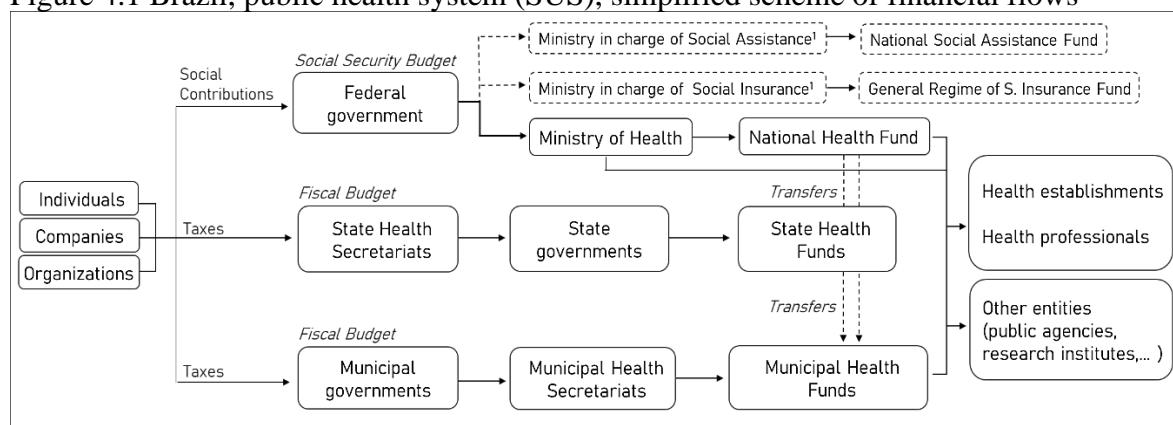 Figure 4.1 Brazil, public health system (SUS), simplified scheme of financial flows
Ministry in charge of Social Assistance¹
National Social Assistance Fund
Social Security Budget
Social
Contributions
Federal
government
Ministry in charge of Social Insurance¹
General Regime of S. Insurance Fund
Ministry of Health
National Health Fund
Individuals
Companies
Organizations
Fiscal Budget
Taxes
State Health
Secretariats
State
governments
Transfers
State Health
Funds
Health establishments
Health professionals
Fiscal Budget
Taxes
Municipal
governments
Municipal Health
Secretariats
Transfers
Municipal Health
Funds
Other entities
(public agencies,
research institutes,... )